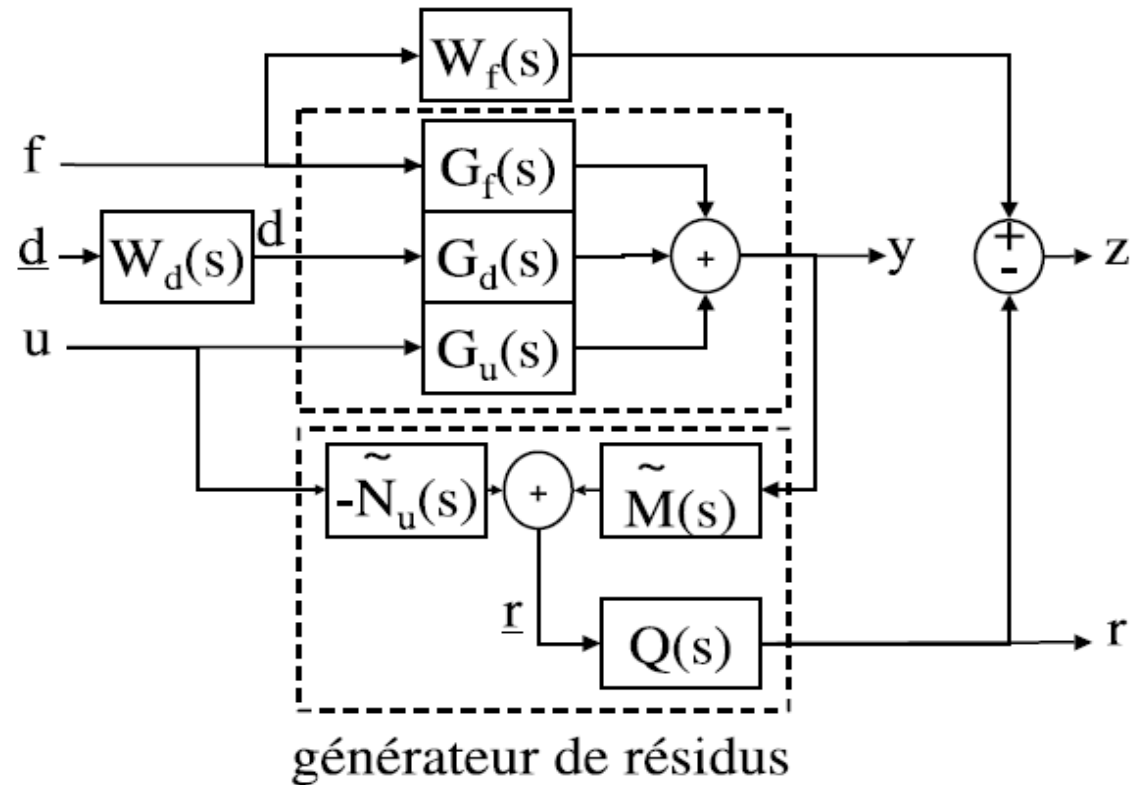 W_f(s)
f
G_f(s)
d
W_d(s)
d
G_d(s)
+
y
+
-
z
u
G_u(s)
-Ñ_u(s)
+
M̃(s)
r
Q(s)
r
générateur de résidus